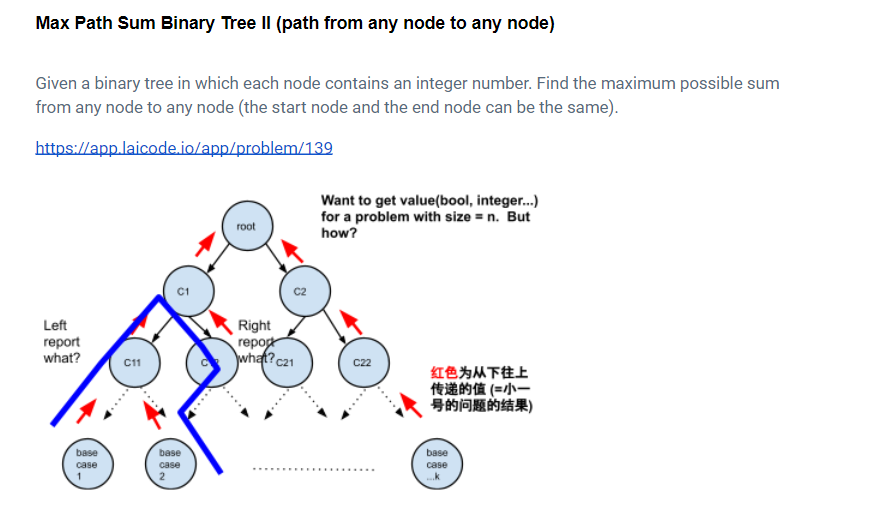 Max Path Sum Binary Tree II (path from any node to any node)
Given a binary tree in which each node contains an integer number. Find the maximum possible sum
from any node to any node (the start node and the end node can be the same).
https://app.laicode.io/app/problem/139
Want to get value(bool, integer...)
for a problem with size = n. But
how?
root
C1
C2
Left
report
what?
Right
report
what?
C11
C21
C22
红色为从下往上
传递的值 (=小一
号的问题的结果)
base
case
1
base
case
2
base
case
...k